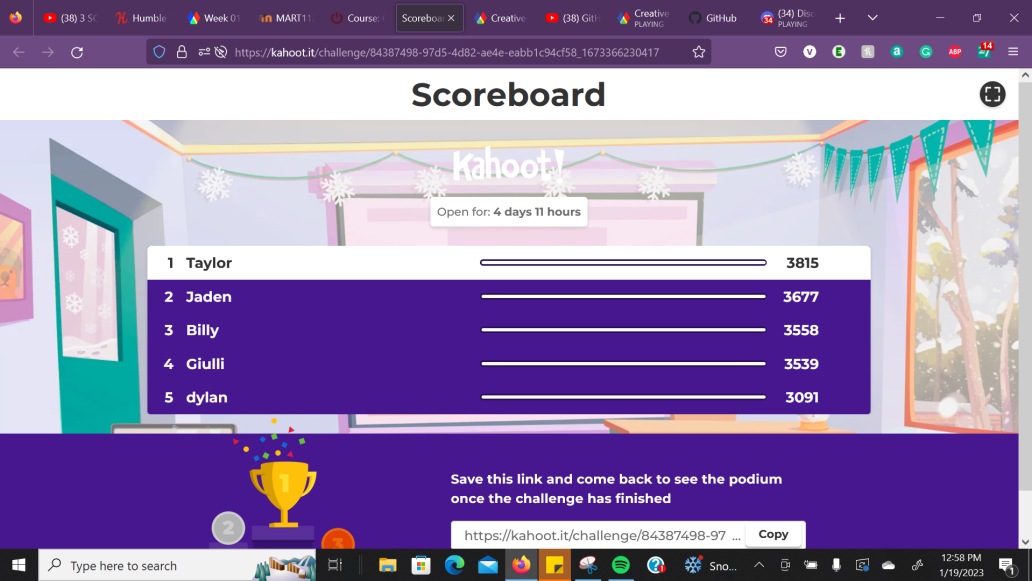 (38) 3 SC
Humble
Week 01
MART11
Course:
Scoreboar
Creative
(38) Gitl
Creative
PLAYING
GitHub
(34) Disc
PLAYING
https://kahoot.it/challenge/84387498-97d5-4d82-ae4e-eabb1c94cf58_1673366230417
14
Scoreboard
Kahoot!
Open for: 4 days 11 hours
1 Taylor 3815
2 Jaden 3677
3 Billy 3558
4 Giulli 3539
5 dylan 3091
1
2
3
Save this link and come back to see the podium
once the challenge has finished
https://kahoot.it/challenge/84387498-97 ... Copy
Type here to search
Sno...
12:58 PM
1/19/2023
1